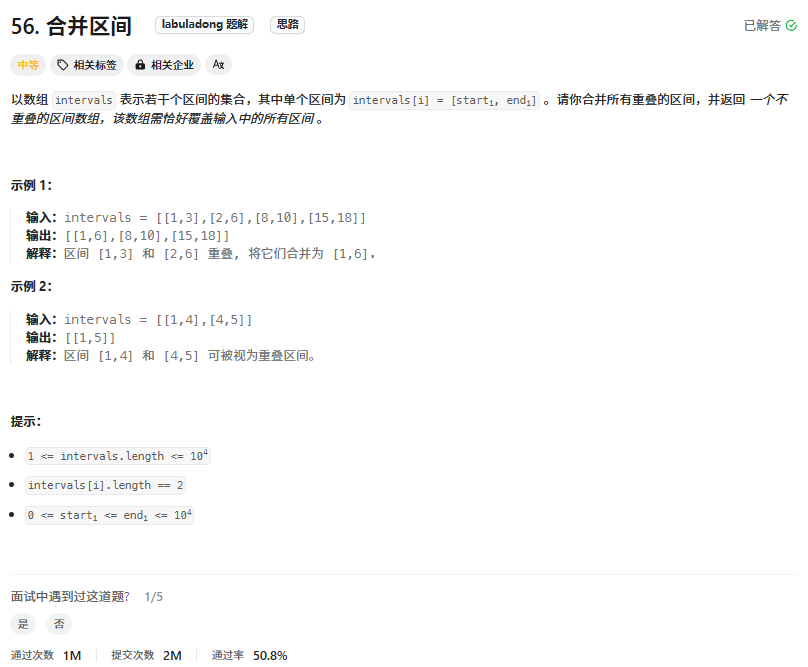 56. 合并区间 labuladong 题解 思路 已解答
中等 相关标签 相关企业 Aあ
以数组 intervals 表示若干个区间的集合，其中单个区间为 intervals[i] = [startᵢ, endᵢ] 。请你合并所有重叠的区间，并返回 一个不
重叠的区间数组，该数组需恰好覆盖输入中的所有区间 。
示例 1：
输入：intervals = [[1,3],[2,6],[8,10],[15,18]]
输出：[[1,6],[8,10],[15,18]]
解释：区间 [1,3] 和 [2,6] 重叠, 将它们合并为 [1,6].
示例 2：
输入：intervals = [[1,4],[4,5]]
输出：[[1,5]]
解释：区间 [1,4] 和 [4,5] 可被视为重叠区间。
提示：
1 <= intervals.length <= 10⁴
intervals[i].length == 2
0 <= startᵢ <= endᵢ <= 10⁴
面试中遇到过这道题? 1/5
是 否
通过次数 1M 提交次数 2M 通过率 50.8%